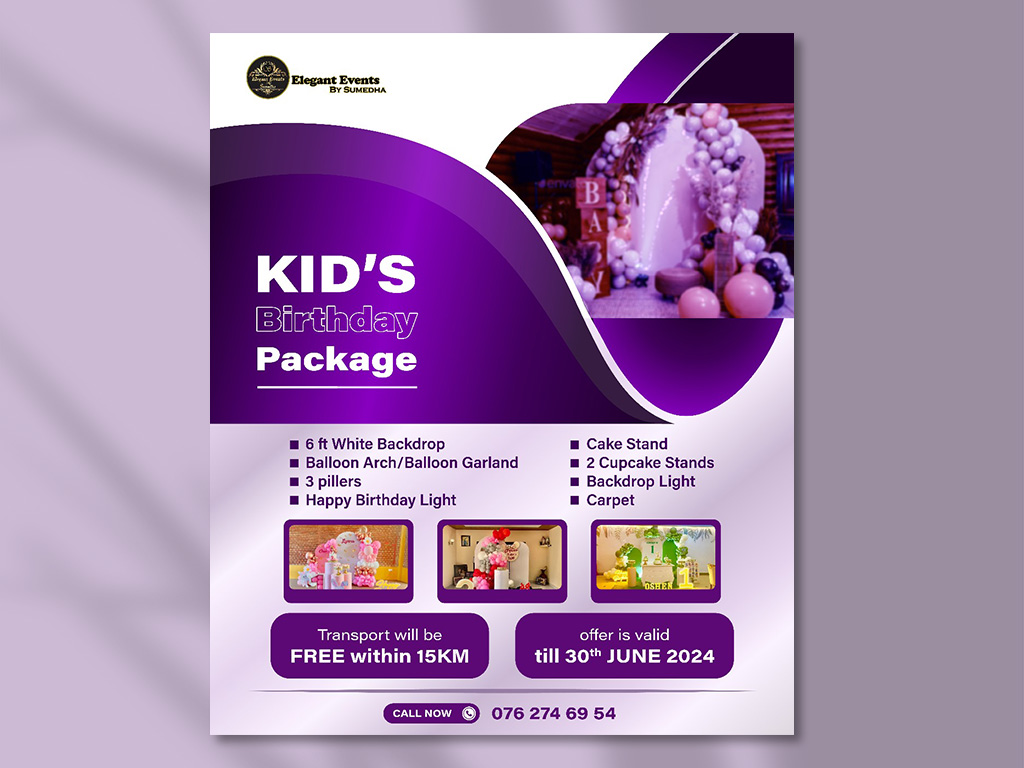 Elegant Events
BY SUMEDHA
KID'S
Birthday
Package
BA
6 ft White Backdrop
Balloon Arch/Balloon Garland
3 pillers
Happy Birthday Light
Cake Stand
2 Cupcake Stands
Backdrop Light
Carpet
OSHEN
Transport will be
FREE within 15KM
offer is valid
till 30th JUNE 2024
CALL NOW
076 274 69 54